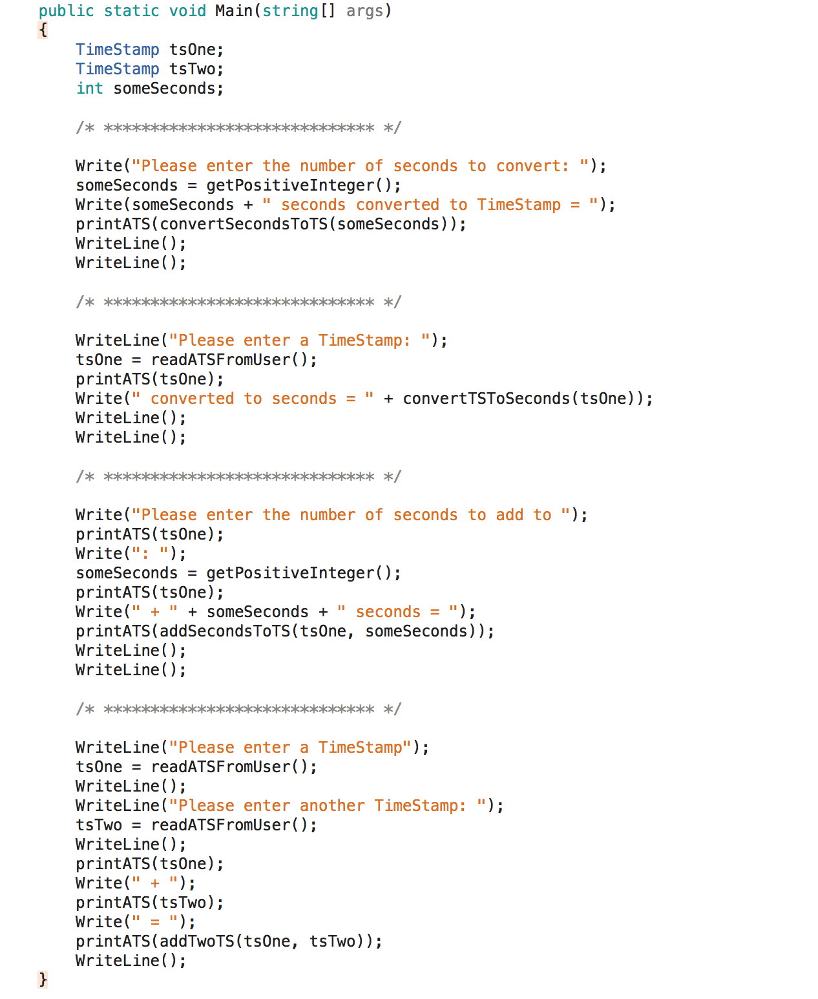 public static void Main(string[] args)
{
    TimeStamp tsOne;
    TimeStamp tsTwo;
    int someSeconds;

    /* ***************************** */

    Write("Please enter the number of seconds to convert: ");
    someSeconds = getPositiveInteger();
    Write(someSeconds + " seconds converted to TimeStamp = ");
    printATS(convertSecondsToTS(someSeconds));
    WriteLine();
    WriteLine();

    /* ***************************** */

    WriteLine("Please enter a TimeStamp: ");
    tsOne = readATSFromUser();
    printATS(tsOne);
    Write(" converted to seconds = " + convertTSToSeconds(tsOne));
    WriteLine();
    WriteLine();

    /* ***************************** */

    Write("Please enter the number of seconds to add to ");
    printATS(tsOne);
    Write(": ");
    someSeconds = getPositiveInteger();
    printATS(tsOne);
    Write(" + " + someSeconds + " seconds = ");
    printATS(addSecondsToTS(tsOne, someSeconds));
    WriteLine();
    WriteLine();

    /* ***************************** */

    WriteLine("Please enter a TimeStamp");
    tsOne = readATSFromUser();
    WriteLine();
    WriteLine("Please enter another TimeStamp: ");
    tsTwo = readATSFromUser();
    WriteLine();
    printATS(tsOne);
    Write(" + ");
    printATS(tsTwo);
    Write(" = ");
    printATS(addTwoTS(tsOne, tsTwo));
    WriteLine();
}